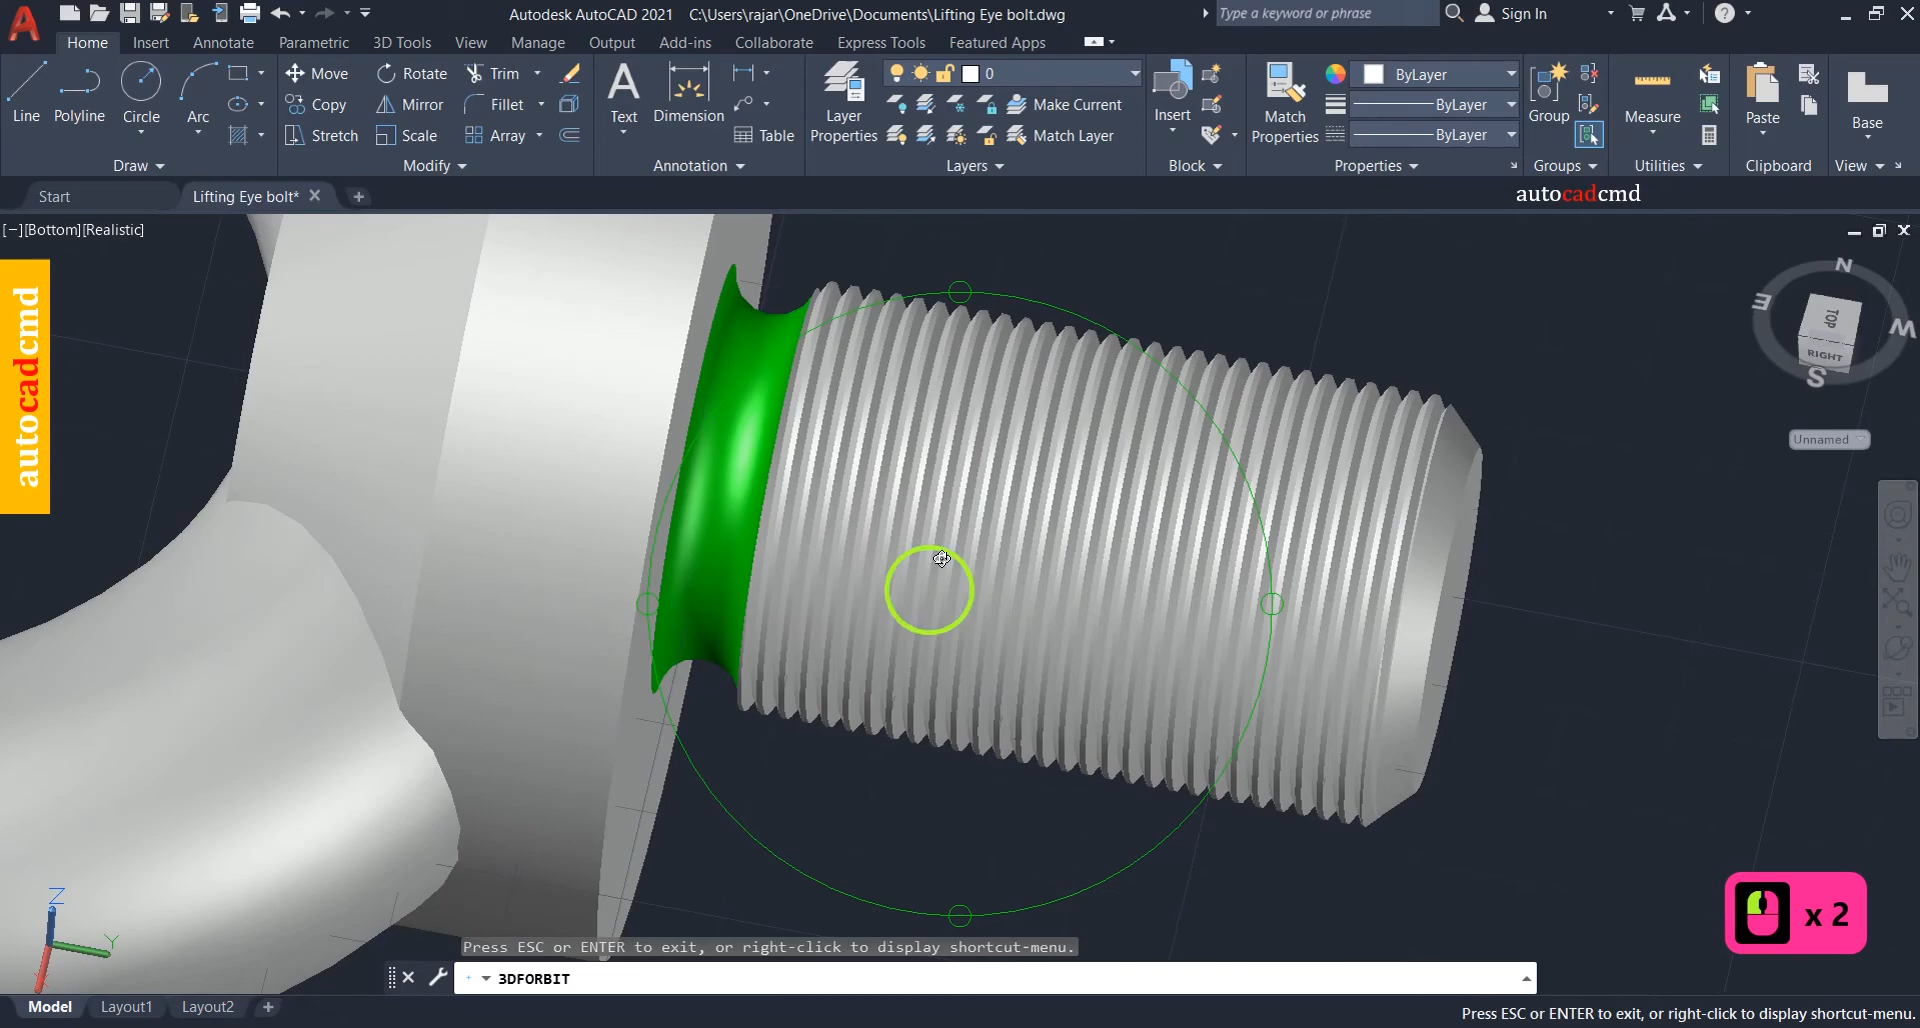 Autodesk AutoCAD 2021 C:\Users\rajar\OneDrive\Documents\Lifting Eye bolt.dwg
Type a keyword or phrase
Sign In
Home Insert Annotate Parametric 3D Tools View Manage Output Add-ins Collaborate Express Tools Featured Apps
Line
Polyline
Circle
Arc
Draw
Move Rotate Trim
Copy Mirror Fillet
Stretch Scale Array
Modify
Text
Dimension
Table
Annotation
Layer
Properties
0
Make Current
Match Layer
Layers
Insert
Block
Match
Properties
ByLayer
ByLayer
ByLayer
Properties
Group
Groups
Measure
Utilities
Paste
Clipboard
Base
View
Start
Lifting Eye bolt*
autocadcmd
[−][Bottom][Realistic]
autocadcmd
N
E
W
S
TOP
RIGHT
Unnamed
x 2
Z
Y
Press ESC or ENTER to exit, or right-click to display shortcut-menu.
3DFORBIT
Model Layout1 Layout2
Press ESC or ENTER to exit, or right-click to display shortcut-menu.